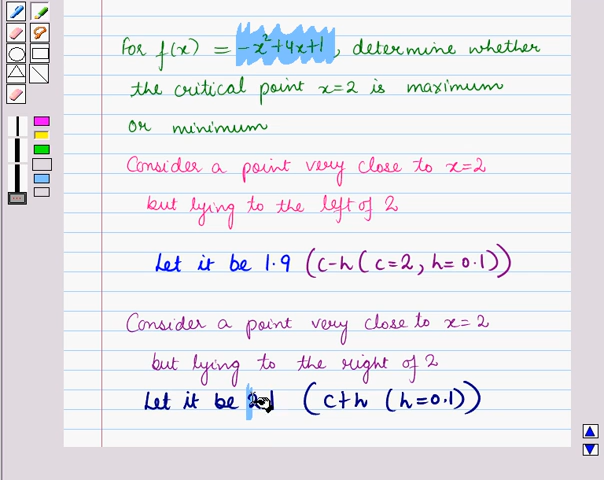 For f(x) = -x²+4x+1, determine whether
the critical point x=2 is maximum
or minimum
Consider a point very close to x=2
but lying to the left of 2
Let it be 1.9 (c-h (c=2, h=0.1))
Consider a point very close to x=2
but lying to the right of 2
Let it be 2.1 (c+h (h=0.1))